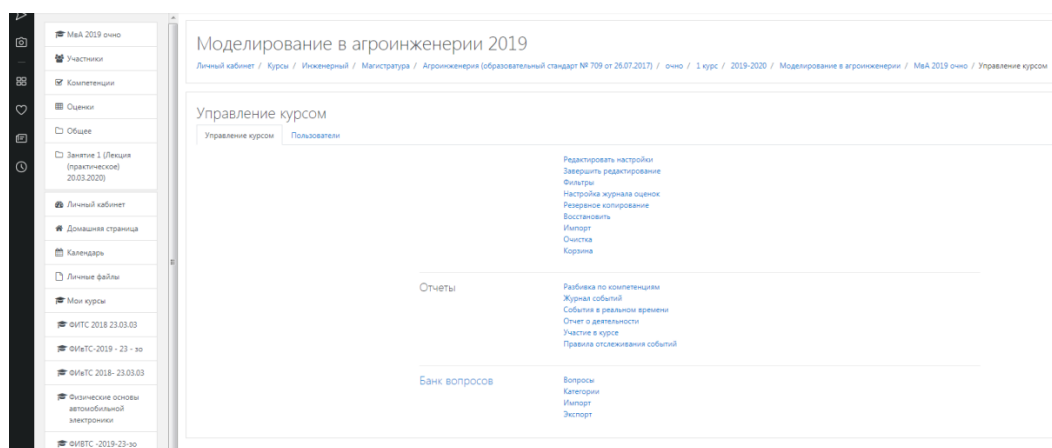 МвА 2019 очно
Участники
Компетенции
Оценки
Общее
Занятие 1 (Лекция
(практическое)
20.03.2020)
Личный кабинет
Домашняя страница
Календарь
Личные файлы
Мои курсы
ФИТС 2018 23.03.03
ФИвТС-2019 - 23 - зо
ФИвТС 2018- 23.03.03
Физические основы
автомобильной
электроники
ФИВТС -2019-23-зо
Моделирование в агроинженерии 2019
Личный кабинет / Курсы / Инженерный / Магистратура / Агроинженерия (образовательный стандарт № 709 от 26.07.2017) / очно / 1 курс / 2019-2020 / Моделирование в агроинженерии / МвА 2019 очно / Управление курсом
Управление курсом
Управление курсом Пользователи
Редактировать настройки
Завершить редактирование
Фильтры
Настройка журнала оценок
Резервное копирование
Восстановить
Импорт
Очистка
Корзина
Отчеты
Разбивка по компетенциям
Журнал событий
События в реальном времени
Отчет о деятельности
Участие в курсе
Правила отслеживания событий
Банк вопросов
Вопросы
Категории
Импорт
Экспорт